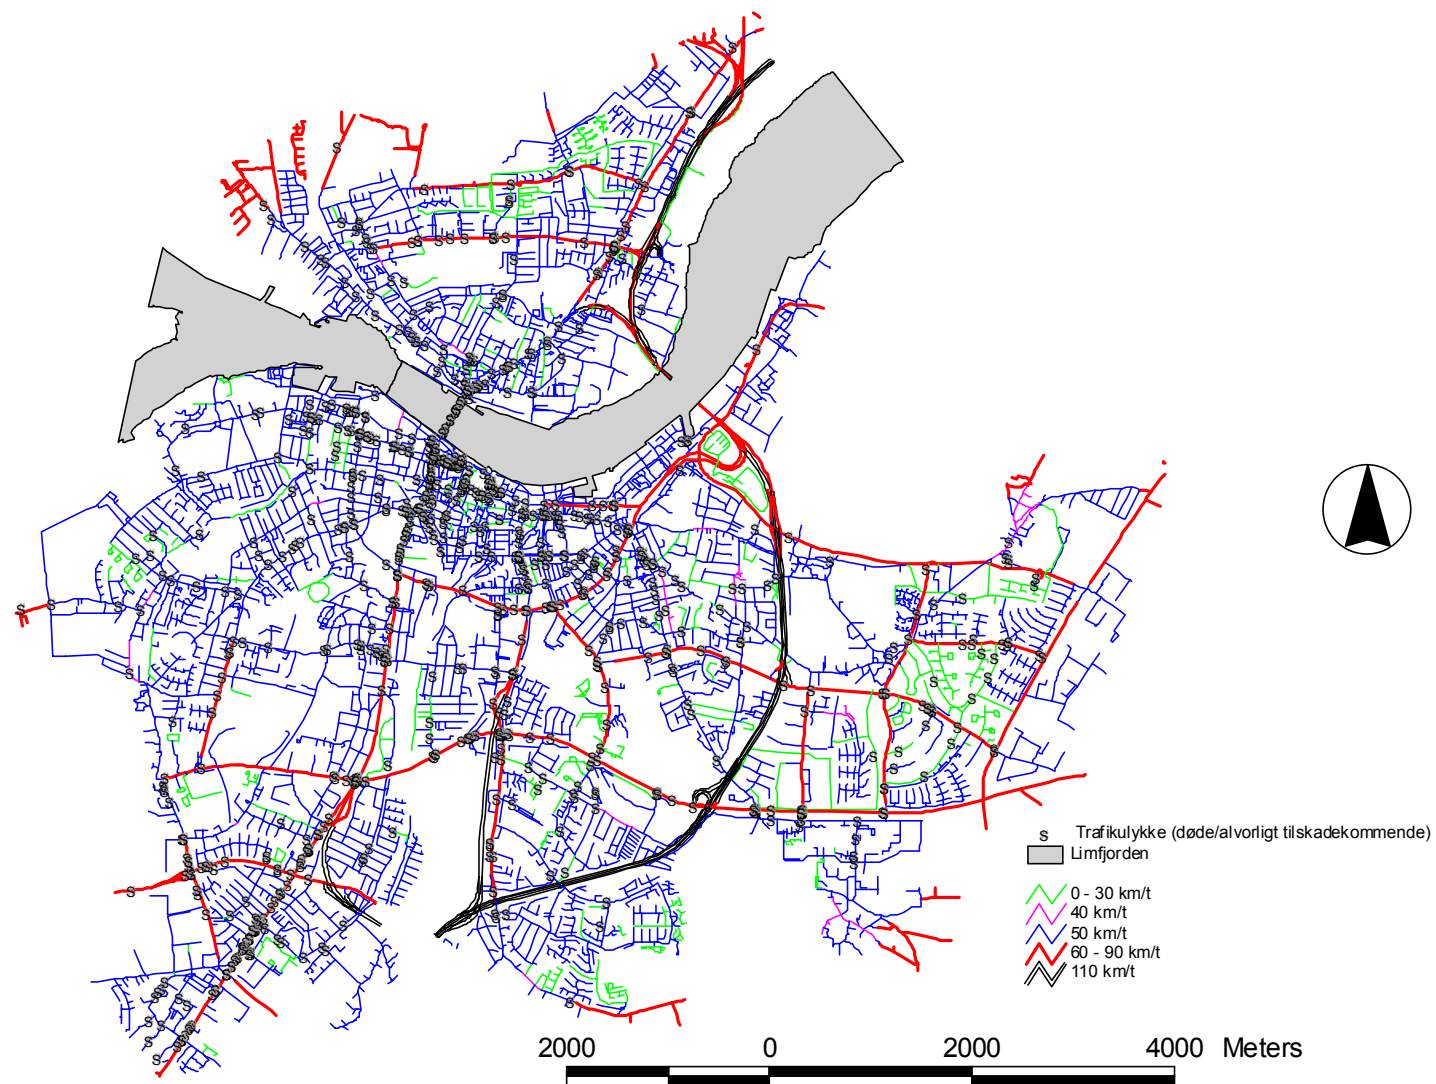 S Trafikulykke (døde/alvorligt tilskadekommende)
Limfjorden
0 - 30 km/t
40 km/t
50 km/t
60 - 90 km/t
110 km/t
2000 0 2000 4000 Meters